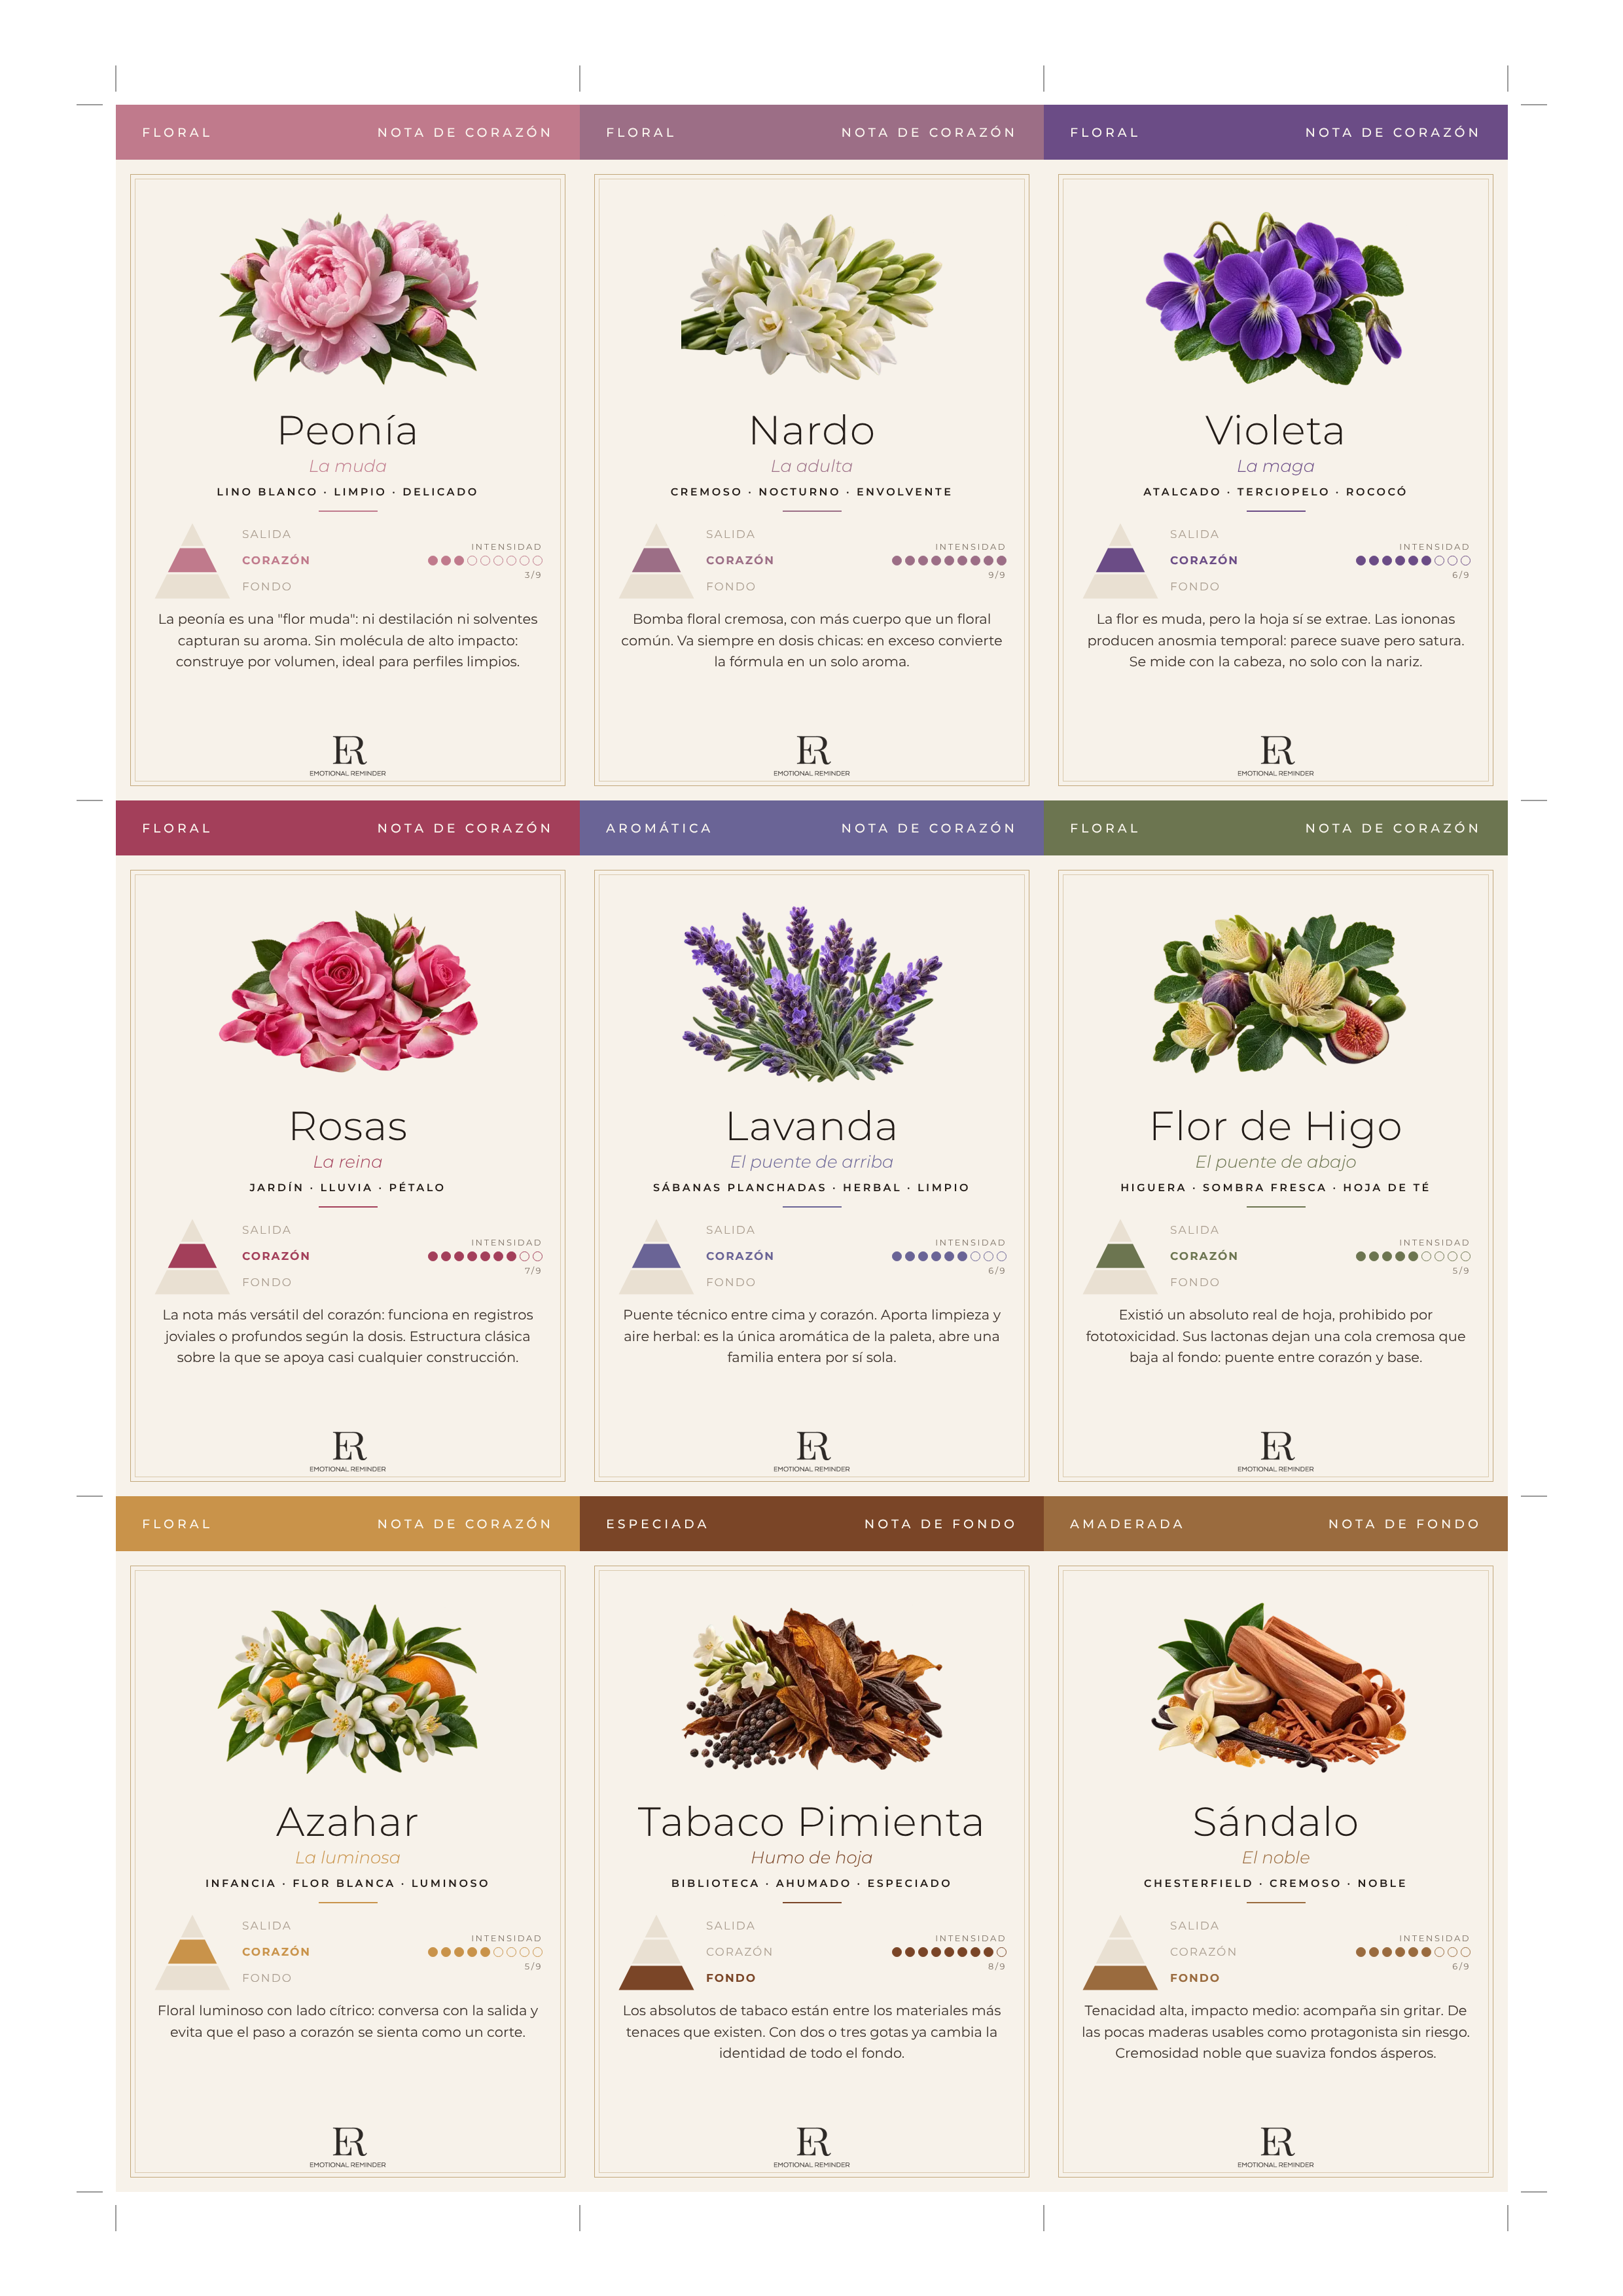 FLORAL NOTA DE CORAZÓN
Peonía
La muda
LINO BLANCO · LIMPIO · DELICADO
SALIDA
CORAZÓN
FONDO
INTENSIDAD
3/9
La peonía es una "flor muda": ni destilación ni solventes
capturan su aroma. Sin molécula de alto impacto:
construye por volumen, ideal para perfiles limpios.
ER
EMOTIONAL REMINDER
FLORAL NOTA DE CORAZÓN
Nardo
La adulta
CREMOSO · NOCTURNO · ENVOLVENTE
SALIDA
CORAZÓN
FONDO
INTENSIDAD
9/9
Bomba floral cremosa, con más cuerpo que un floral
común. Va siempre en dosis chicas: en exceso convierte
la fórmula en un solo aroma.
ER
EMOTIONAL REMINDER
FLORAL NOTA DE CORAZÓN
Violeta
La maga
ATALCADO · TERCIOPELO · ROCOCÓ
SALIDA
CORAZÓN
FONDO
INTENSIDAD
6/9
La flor es muda, pero la hoja sí se extrae. Las iononas
producen anosmia temporal: parece suave pero satura.
Se mide con la cabeza, no solo con la nariz.
ER
EMOTIONAL REMINDER
FLORAL NOTA DE CORAZÓN
Rosas
La reina
JARDÍN · LLUVIA · PÉTALO
SALIDA
CORAZÓN
FONDO
INTENSIDAD
7/9
La nota más versátil del corazón: funciona en registros
joviales o profundos según la dosis. Estructura clásica
sobre la que se apoya casi cualquier construcción.
ER
EMOTIONAL REMINDER
AROMÁTICA NOTA DE CORAZÓN
Lavanda
El puente de arriba
SÁBANAS PLANCHADAS · HERBAL · LIMPIO
SALIDA
CORAZÓN
FONDO
INTENSIDAD
6/9
Puente técnico entre cima y corazón. Aporta limpieza y
aire herbal: es la única aromática de la paleta, abre una
familia entera por sí sola.
ER
EMOTIONAL REMINDER
FLORAL NOTA DE CORAZÓN
Flor de Higo
El puente de abajo
HIGUERA · SOMBRA FRESCA · HOJA DE TÉ
SALIDA
CORAZÓN
FONDO
INTENSIDAD
5/9
Existió un absoluto real de hoja, prohibido por
fototoxicidad. Sus lactonas dejan una cola cremosa que
baja al fondo: puente entre corazón y base.
ER
EMOTIONAL REMINDER
FLORAL NOTA DE CORAZÓN
Azahar
La luminosa
INFANCIA · FLOR BLANCA · LUMINOSO
SALIDA
CORAZÓN
FONDO
INTENSIDAD
5/9
Floral luminoso con lado cítrico: conversa con la salida y
evita que el paso a corazón se sienta como un corte.
ER
EMOTIONAL REMINDER
ESPECIADA NOTA DE FONDO
Tabaco Pimienta
Humo de hoja
BIBLIOTECA · AHUMADO · ESPECIADO
SALIDA
CORAZÓN
FONDO
INTENSIDAD
8/9
Los absolutos de tabaco están entre los materiales más
tenaces que existen. Con dos o tres gotas ya cambia la
identidad de todo el fondo.
ER
EMOTIONAL REMINDER
AMADERADA NOTA DE FONDO
Sándalo
El noble
CHESTERFIELD · CREMOSO · NOBLE
SALIDA
CORAZÓN
FONDO
INTENSIDAD
6/9
Tenacidad alta, impacto medio: acompaña sin gritar. De
las pocas maderas usables como protagonista sin riesgo.
Cremosidad noble que suaviza fondos ásperos.
ER
EMOTIONAL REMINDER